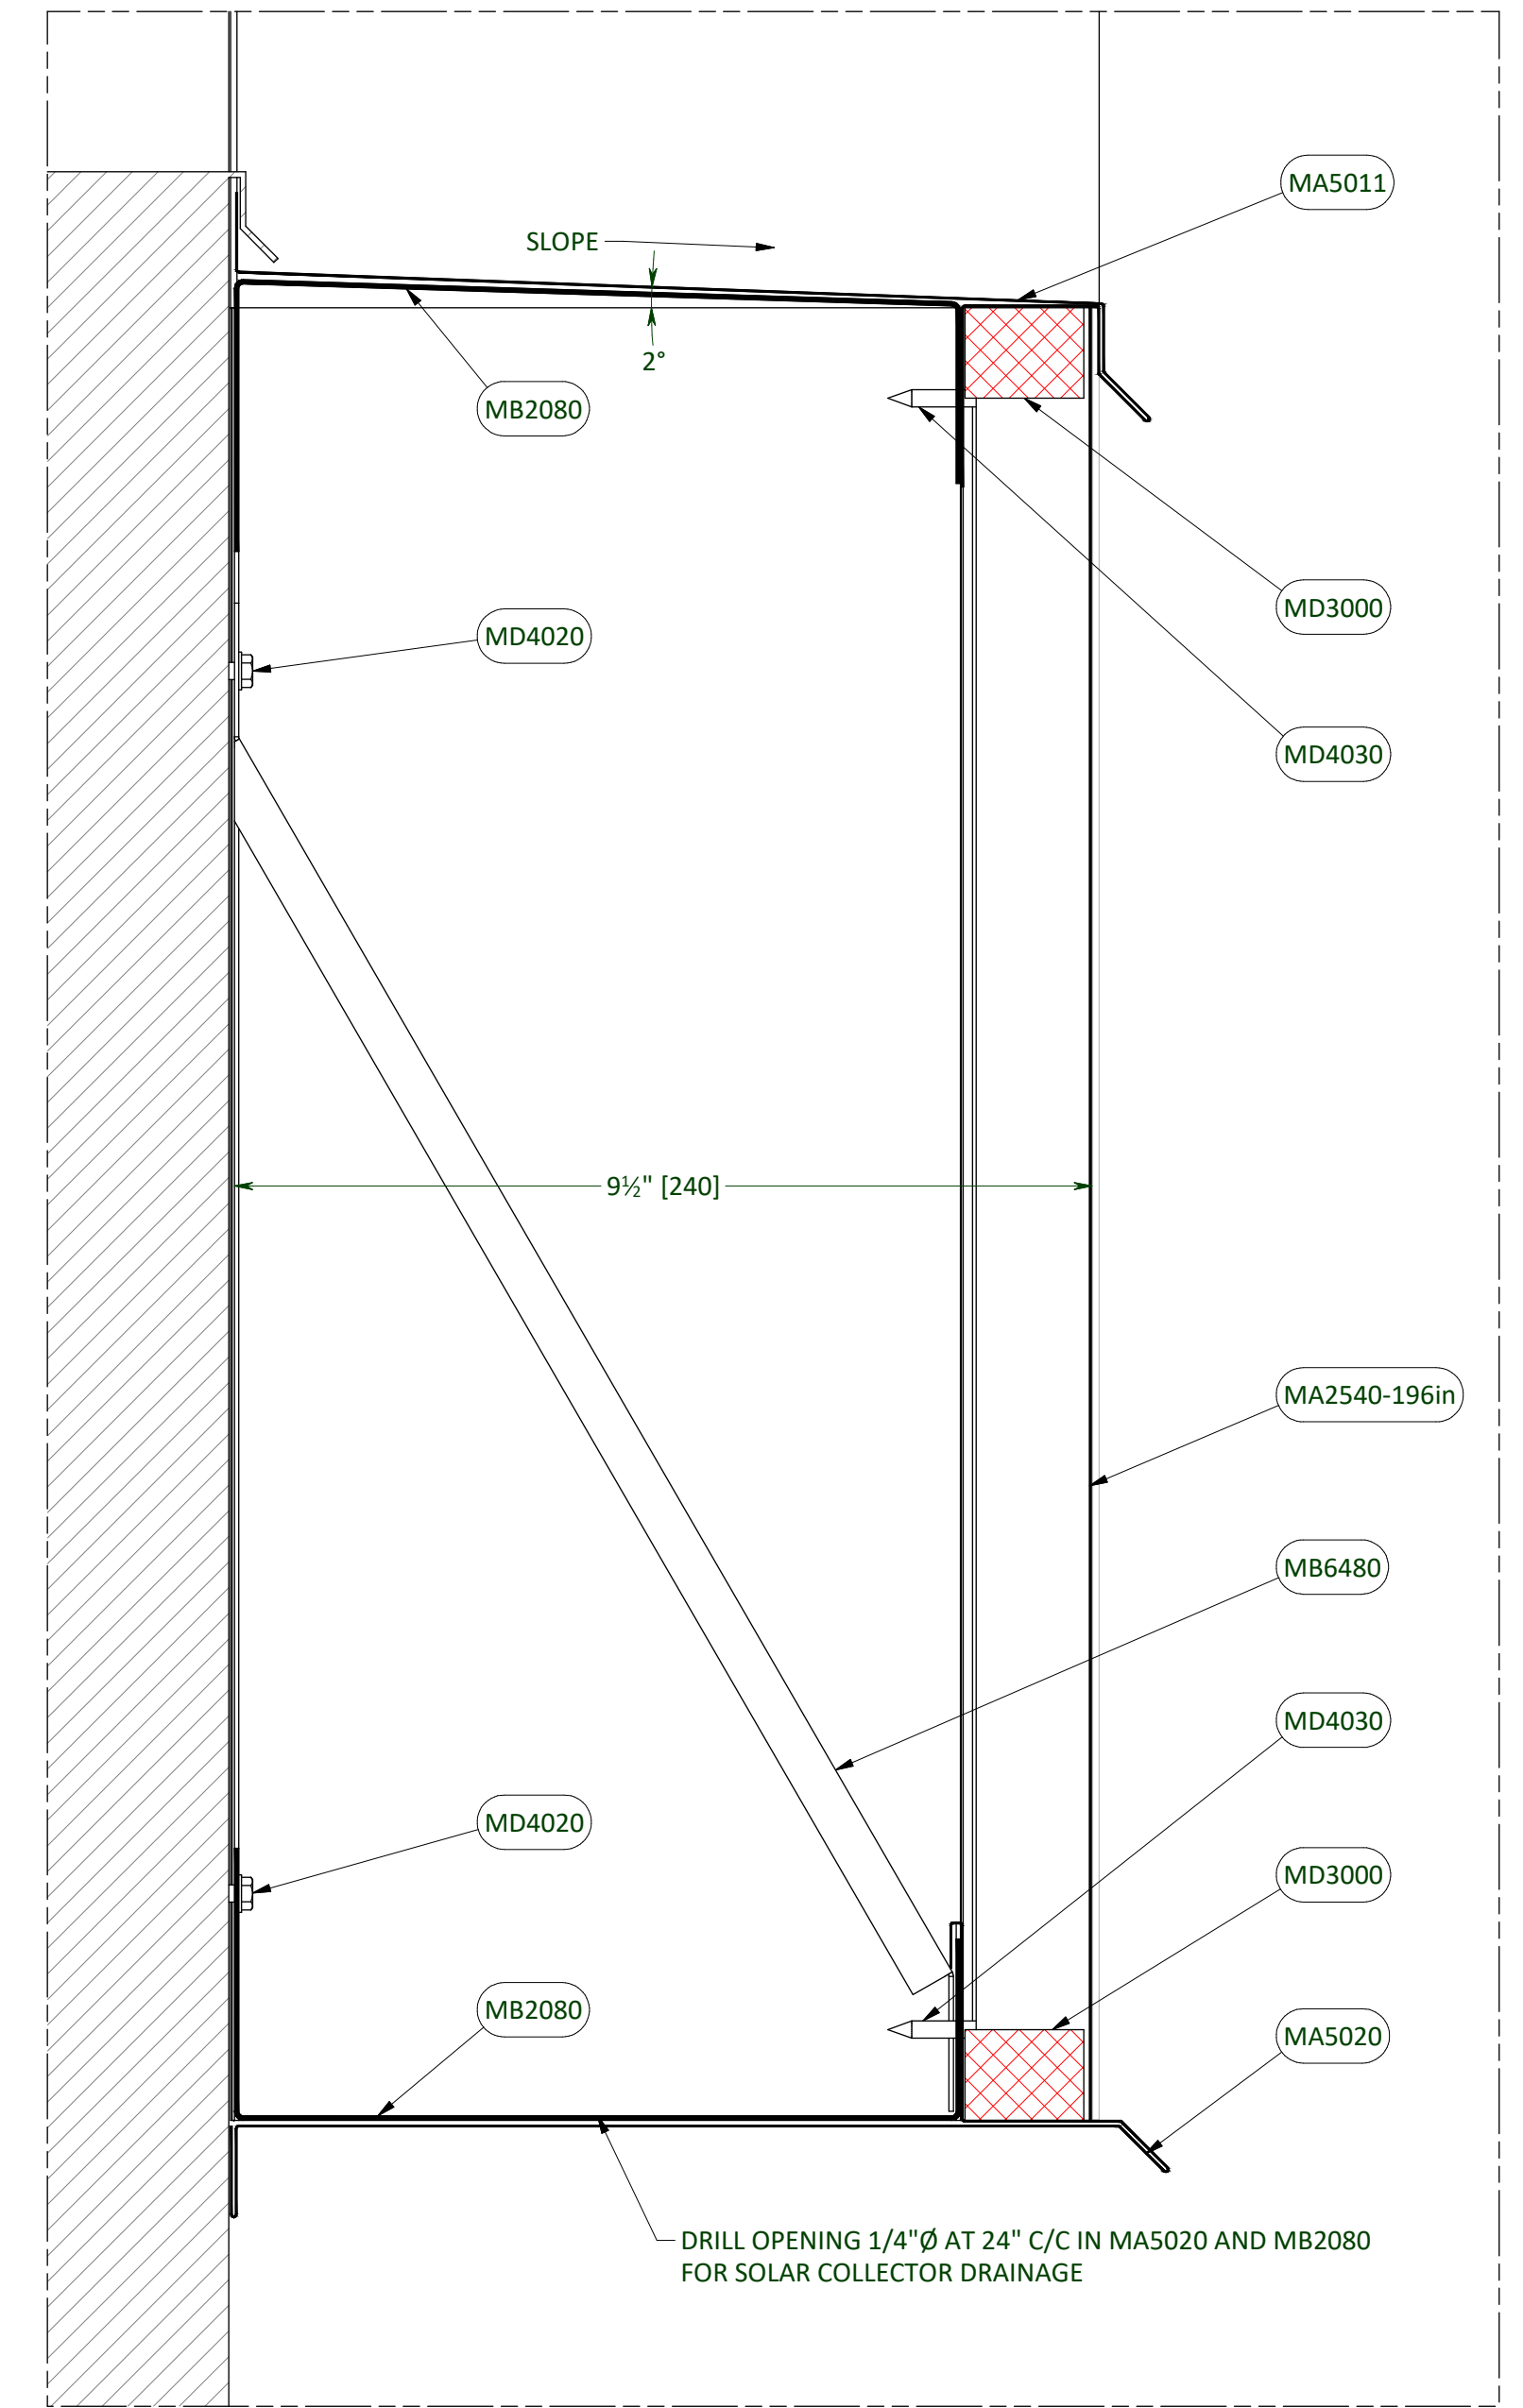 MA5011
SLOPE
2°
MB2080
MD3000
MD4020
MD4030
9½" [240]
MA2540-196in
MB6480
MD4030
MD4020
MD3000
MB2080
MA5020
DRILL OPENING 1/4"Ø AT 24" C/C IN MA5020 AND MB2080
FOR SOLAR COLLECTOR DRAINAGE